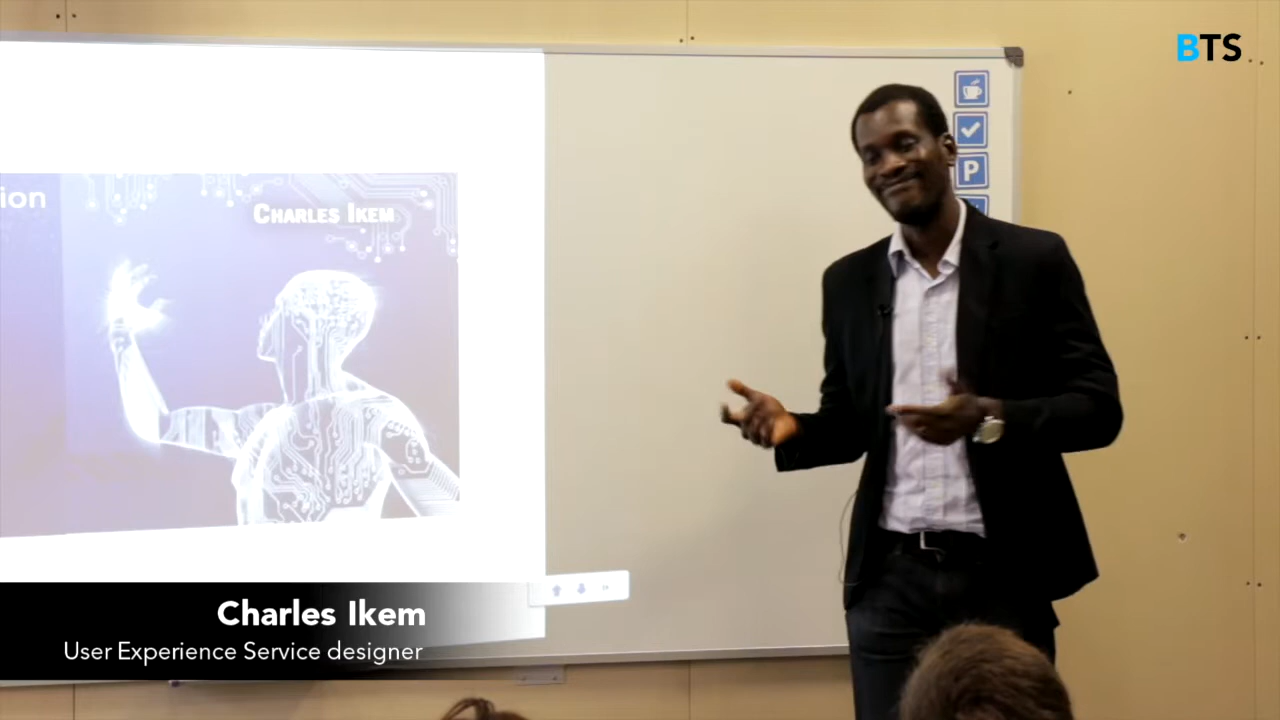 BTS
P
ion
CHARLES IKEM
Charles Ikem
User Experience Service designer